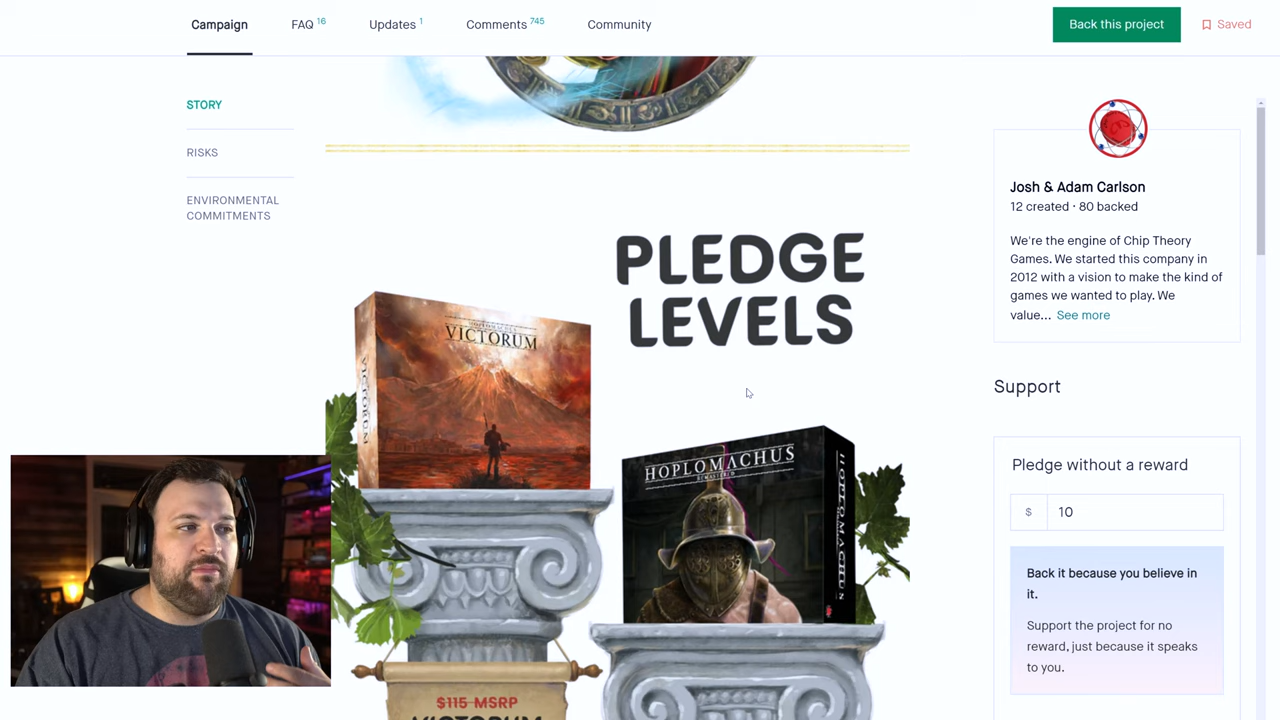 Campaign
FAQ 16
Updates 1
Comments 745
Community
Back this project
Saved
STORY
RISKS
ENVIRONMENTAL
COMMITMENTS
PLEDGE
LEVELS
VICTORUM
VICTORUM
HOPLOMACHUS
REMASTERED
HOPLOMACHUS
$115 MSRP
VICTORUM
Josh & Adam Carlson
12 created · 80 backed
We're the engine of Chip Theory
Games. We started this company in
2012 with a vision to make the kind of
games we wanted to play. We
value... See more
Support
Pledge without a reward
$ 10
Back it because you believe in
it.
Support the project for no
reward, just because it speaks
to you.